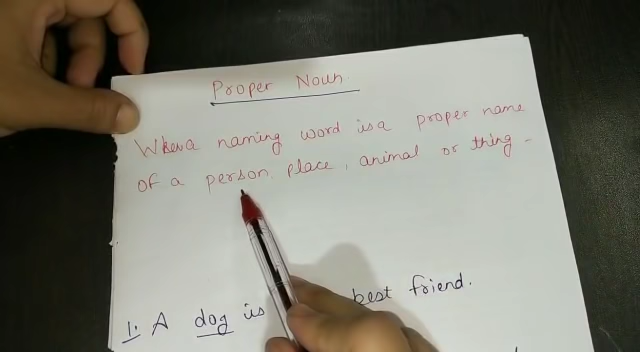 Proper Noun
When a naming word is a proper name
of a person, place, animal or thing -
1. A dog is best friend.